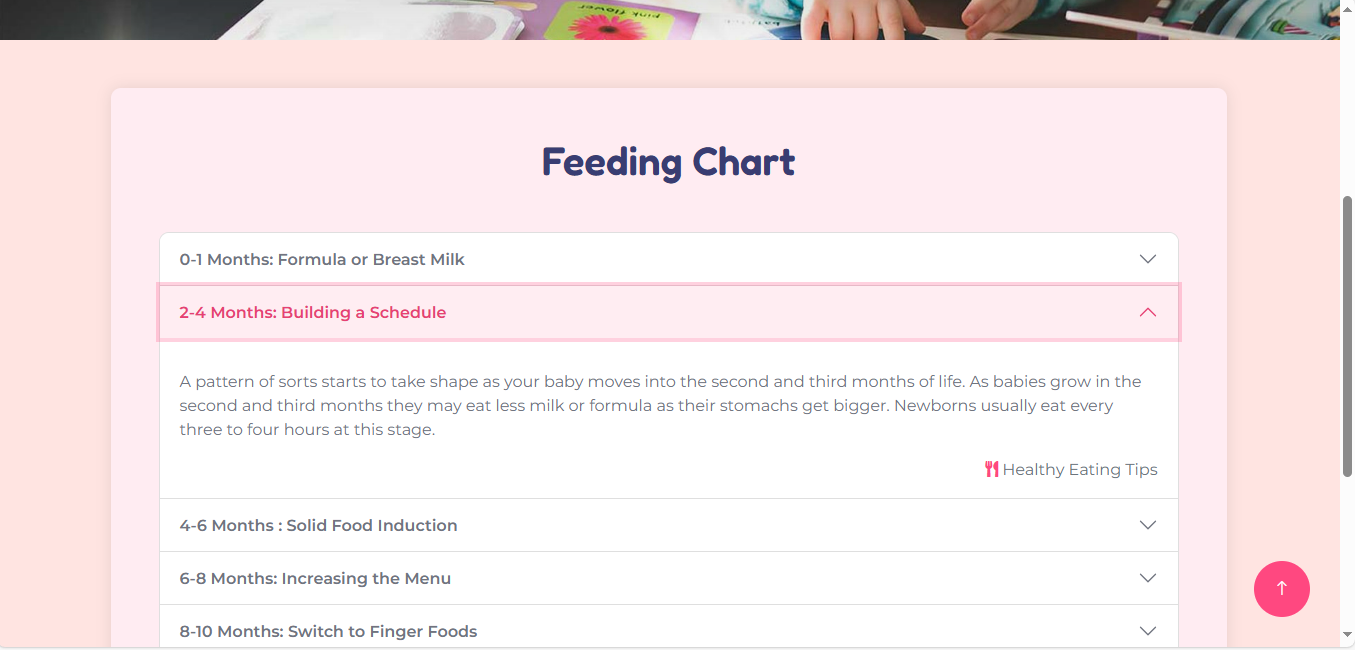 pink flower
Feeding Chart
0-1 Months: Formula or Breast Milk
2-4 Months: Building a Schedule
A pattern of sorts starts to take shape as your baby moves into the second and third months of life. As babies grow in the
second and third months they may eat less milk or formula as their stomachs get bigger. Newborns usually eat every
three to four hours at this stage.
Healthy Eating Tips
4-6 Months : Solid Food Induction
6-8 Months: Increasing the Menu
8-10 Months: Switch to Finger Foods